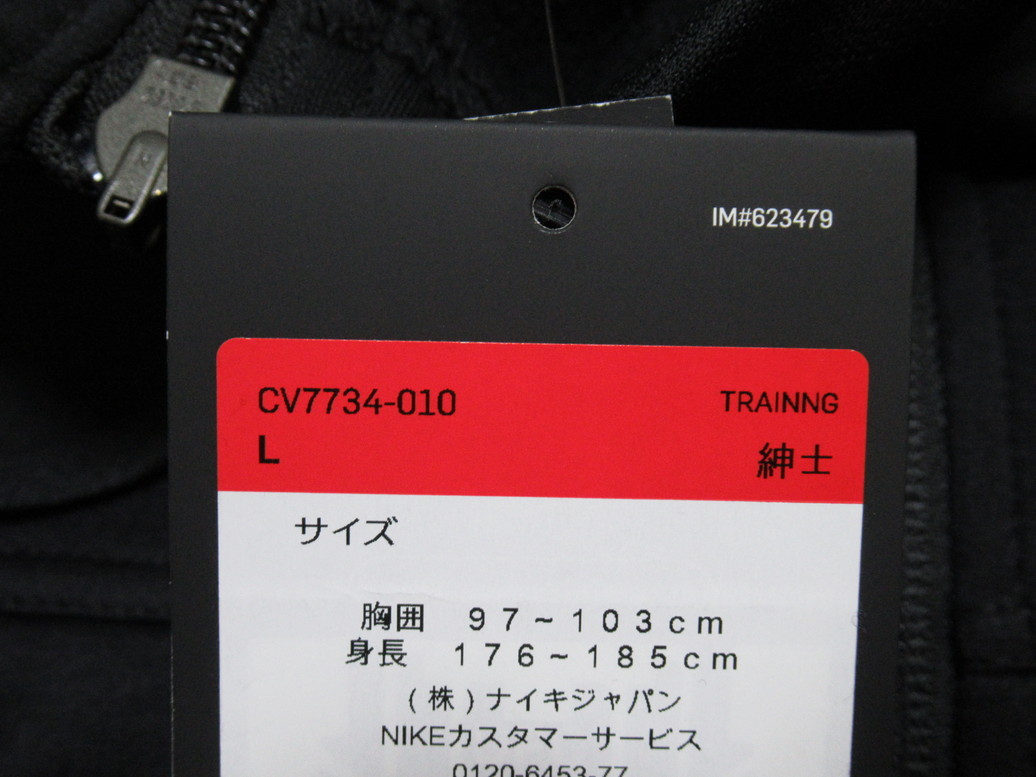 IM#623479
CV7734-010 TRAINNG
L 紳士
サイズ
胸囲 97~103cm
身長 176~185cm
(株)ナイキジャパン
NIKEカスタマーサービス
0120-6453-77